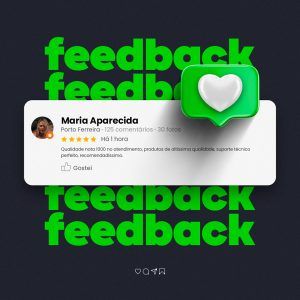 feedback
feedback
Maria Aparecida
Porto Ferreira · 125 comentários · 30 fotos
Há 1 hora
Qualidade nota 1000 no atendimento, produtos de altíssima qualidade, suporte técnico
perfeito, recomendadíssimo.
Gostei
feedback
feedback